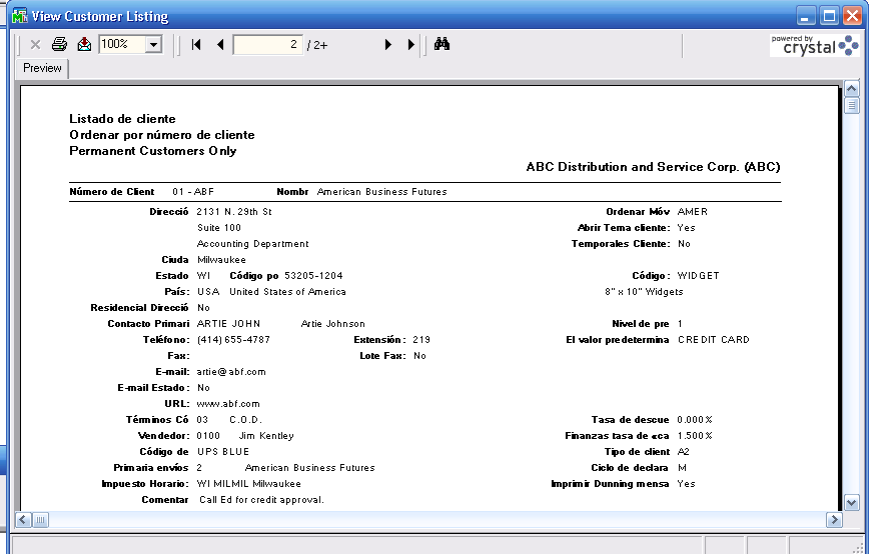 View Customer Listing
100% 2 / 2+ powered by crystal
Preview
Listado de cliente
Ordenar por número de cliente
Permanent Customers Only
ABC Distribution and Service Corp. (ABC)
Número de Client 01 - ABF Nombr American Business Futures
Direcció 2131 N. 29th St Ordenar Móv AMER
Suite 100 Abrir Tema cliente: Yes
Accounting Department Temporales Cliente: No
Ciuda Milwaukee
Estado WI Código po 53205-1204 Código: WIDGET
País: USA United States of America 8" x 10" Widgets
Residencial Direcció No
Contacto Primari ARTIE JOHN Artie Johnson Nivel de pre 1
Teléfono: (414) 655-4787 Extensión: 219 El valor predetermina CREDIT CARD
Fax: Lote Fax: No
E-mail: artie@abf.com
E-mail Estado: No
URL: www.abf.com
Términos Có 03 C.O.D. Tasa de descue 0.000%
Vendedor: 0100 Jim Kentley Finanzas tasa de 1.500%
Código de UPS BLUE Tipo de client A2
Primaria envíos 2 American Business Futures Ciclo de declara M
Impuesto Horario: WI MILMIL Milwaukee Imprimir Dunning mensa Yes
Comentar Call Ed for credit approval.